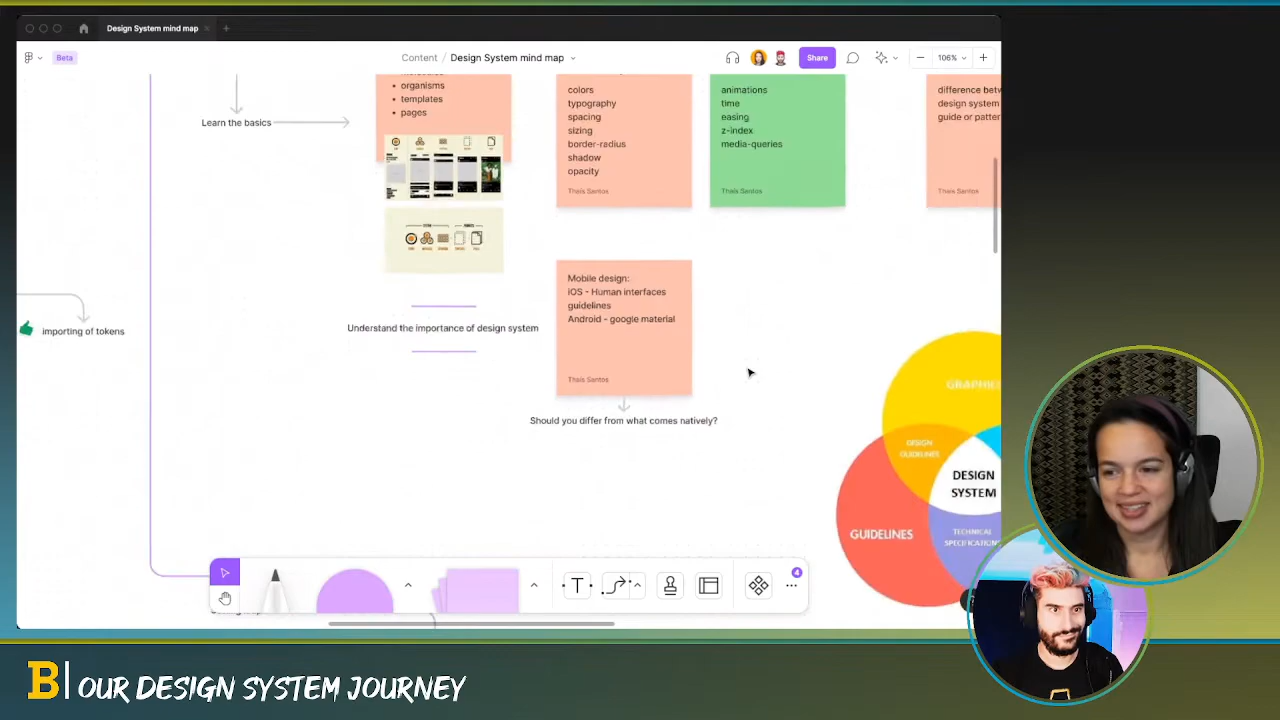 Design System mind map
Beta
Content / Design System mind map
Share
106%
organisms
templates
pages
Learn the basics
colors
typography
spacing
sizing
border-radius
shadow
opacity
Thais Santos
animations
time
easing
z-index
media-queries
Thais Santos
difference betw
design system
guide or patter
Thais Santos
importing of tokens
Understand the importance of design system
Mobile design:
iOS - Human interfaces
guidelines
Android - google material
Thais Santos
Should you differ from what comes natively?
DESIGN
GUIDELINES
DESIGN
SYSTEM
GUIDELINES
TECHNICAL
T
4
B OUR DESIGN SYSTEM JOURNEY